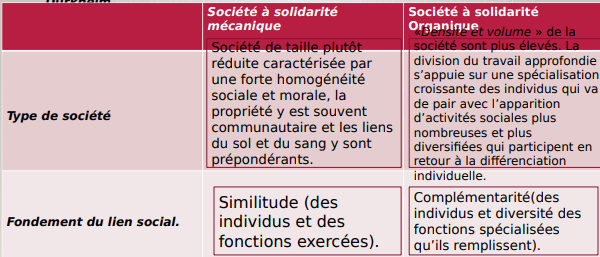 Durkheim
Société à solidarité
mécanique
Société à solidarité
Organique
Type de société
Société de taille plutôt
réduite caractérisée par
une forte homogénéité
sociale et morale, la
propriété y est souvent
communautaire et les liens
du sol et du sang y sont
prépondérants.
«Densité et volume » de la
société sont plus élevés. La
division du travail approfondie
s’appuie sur une spécialisation
croissante des individus qui va
de pair avec l’apparition
d’activités sociales plus
nombreuses et plus
diversifiées qui participent en
retour à la différenciation
individuelle.
Fondement du lien social.
Similitude (des
individus et des
fonctions exercées).
Complémentarité(des
individus et diversité des
fonctions spécialisées
qu’ils remplissent).